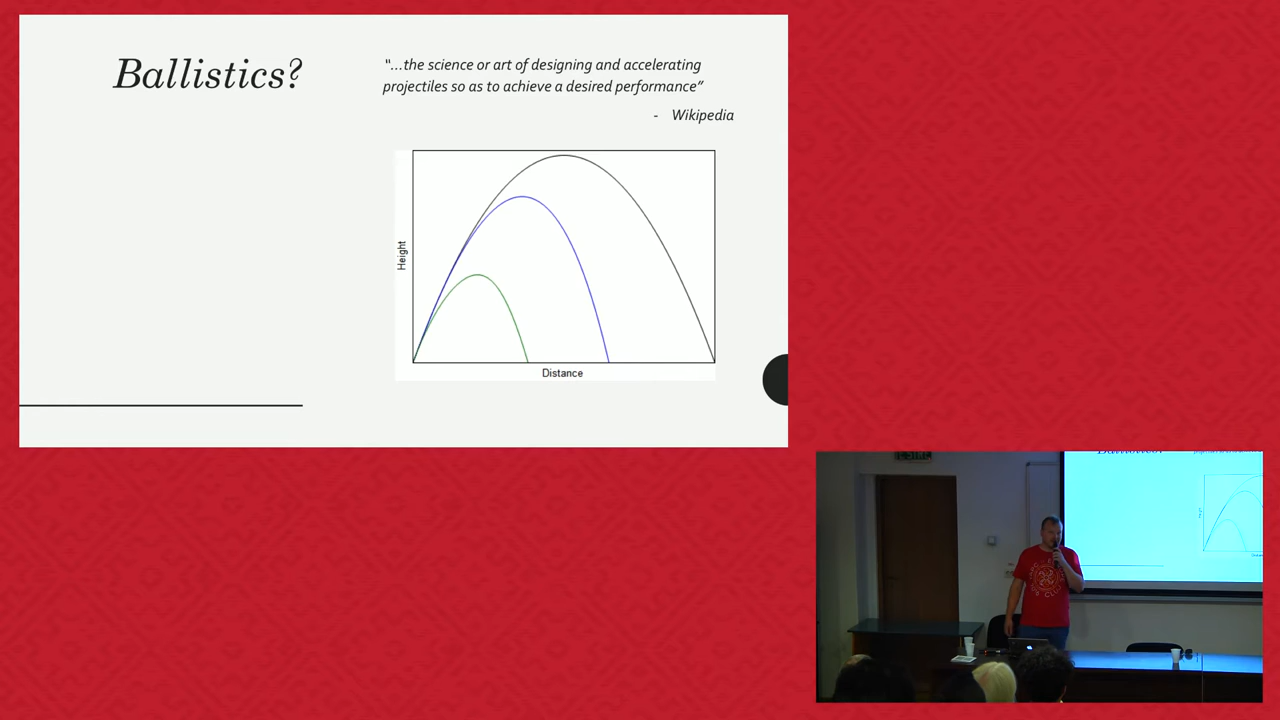 Ballistics?
"...the science or art of designing and accelerating
projectiles so as to achieve a desired performance"
- Wikipedia
Height
Distance